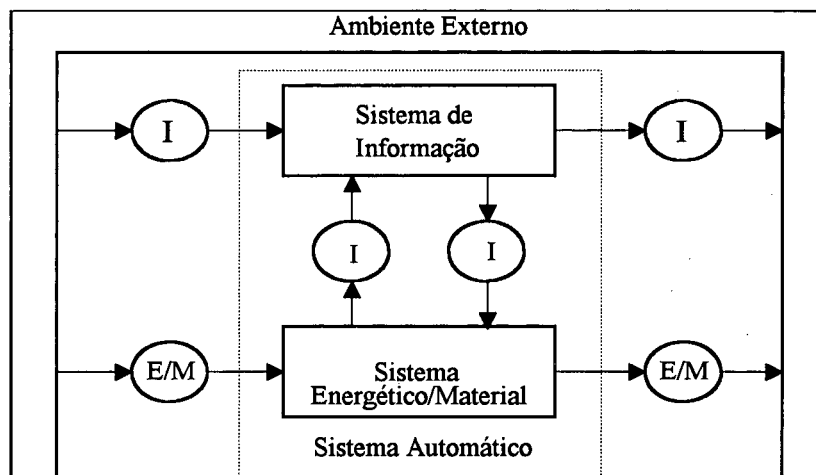 Ambiente Externo
I
Sistema de
Informação
I
I
I
E/M
Sistema
Energético/Material
E/M
Sistema Automático